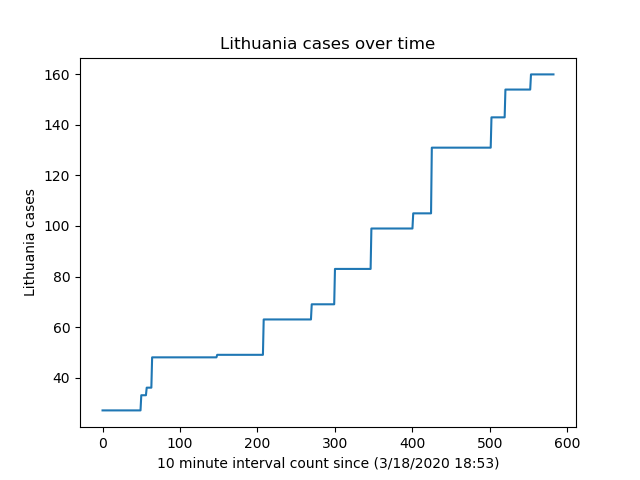 Lithuania cases over time
160
140
120
100
80
60
40
Lithuania cases
0 100 200 300 400 500 600
10 minute interval count since (3/18/2020 18:53)